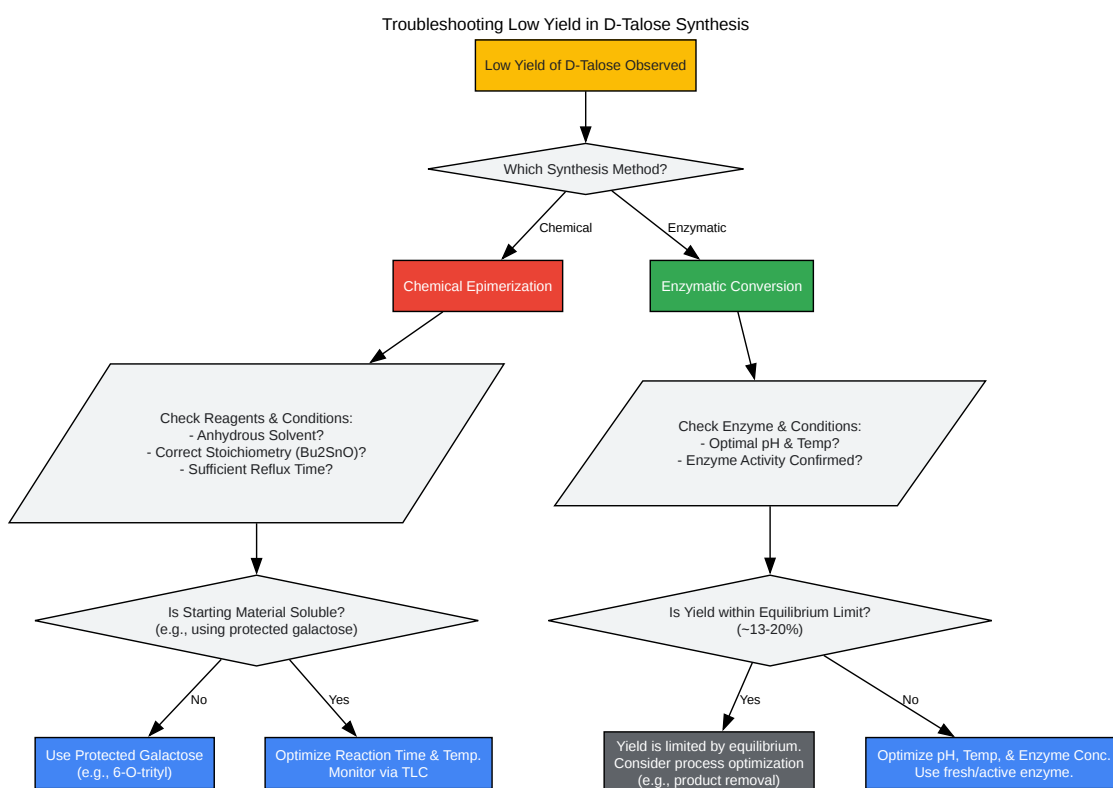 Troubleshooting Low Yield in D-Talose Synthesis
Low Yield of D-Talose Observed
Which Synthesis Method?
Chemical
Enzymatic
Chemical Epimerization
Enzymatic Conversion
Check Reagents & Conditions:
- Anhydrous Solvent?
- Correct Stoichiometry (Bu2SnO)?
- Sufficient Reflux Time?
Check Enzyme & Conditions:
- Optimal pH & Temp?
- Enzyme Activity Confirmed?
Is Starting Material Soluble?
(e.g., using protected galactose)
Is Yield within Equilibrium Limit?
(~13-20%)
No
Yes
Yes
No
Use Protected Galactose
(e.g., 6-O-trityl)
Optimize Reaction Time & Temp.
Monitor via TLC
Yield is limited by equilibrium.
Consider process optimization
(e.g., product removal)
Optimize pH, Temp, & Enzyme Conc.
Use fresh/active enzyme.